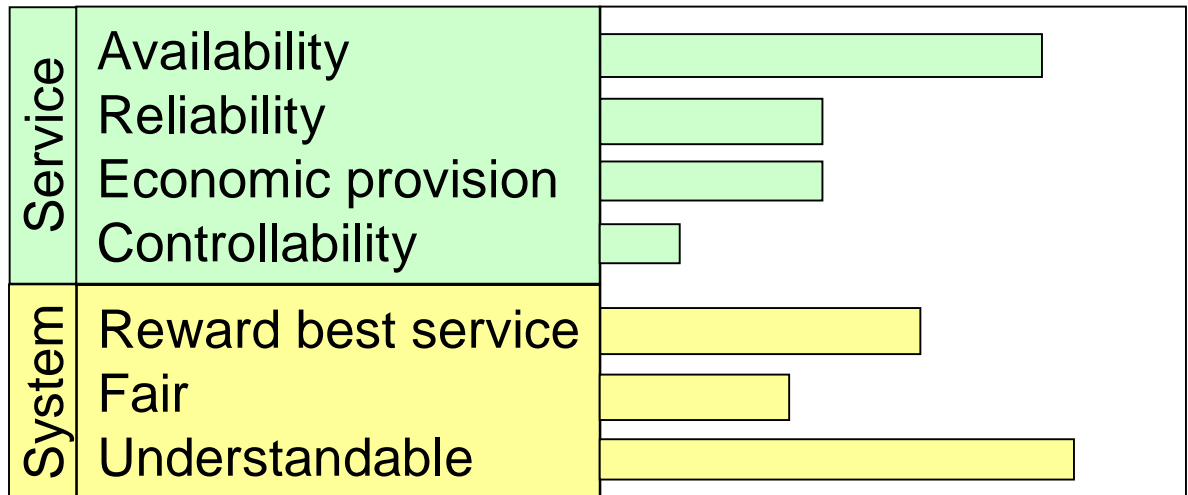 Service
Availability
Reliability
Economic provision
Controllability
System
Reward best service
Fair
Understandable